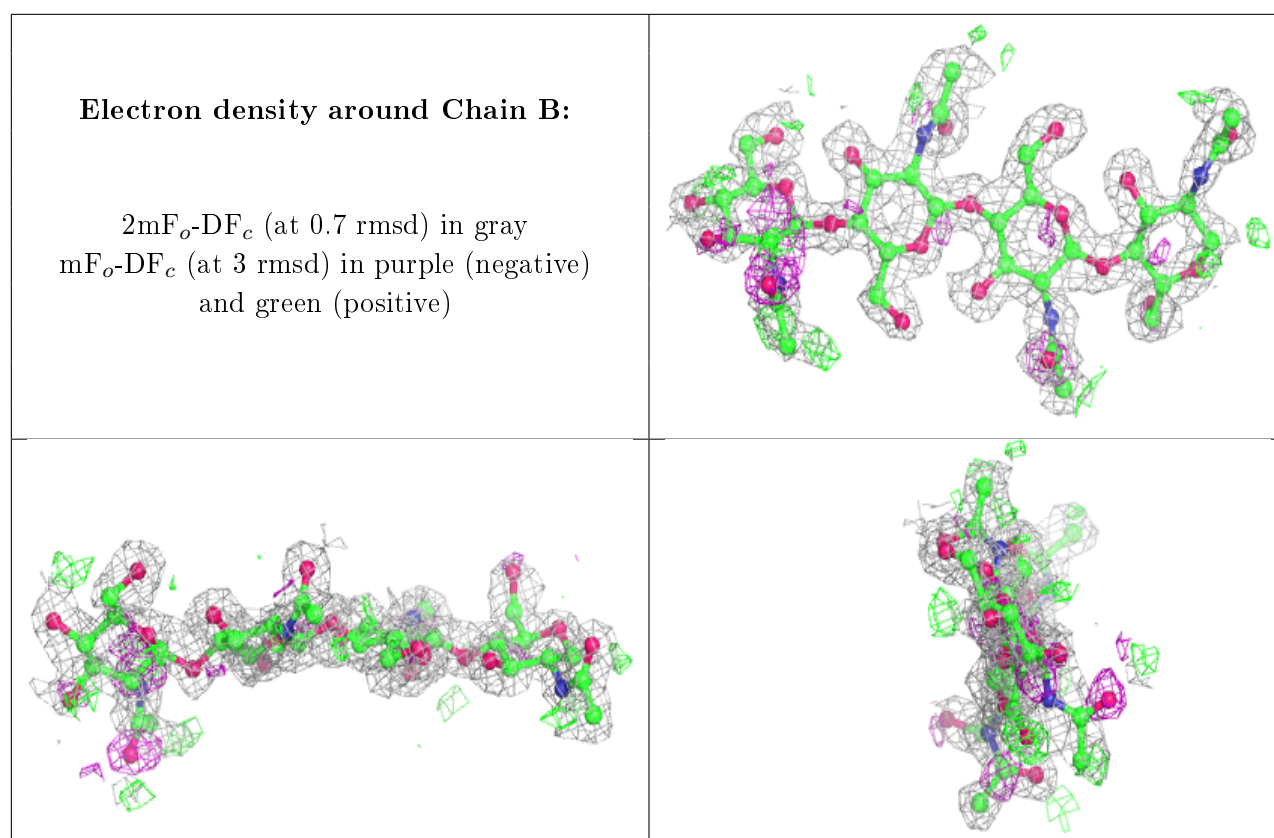 Electron density around Chain B:
2mFₒ-DF𝒸 (at 0.7 rmsd) in gray
mFₒ-DF𝒸 (at 3 rmsd) in purple (negative)
and green (positive)